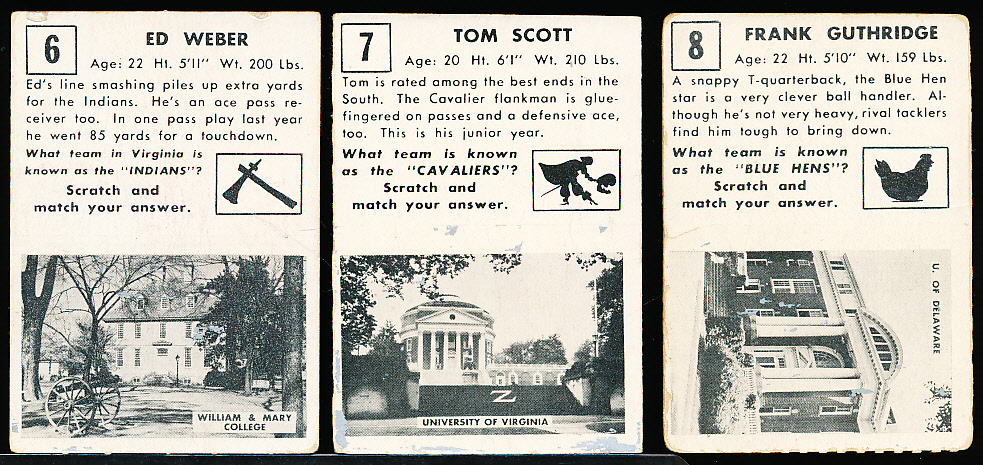 6
ED WEBER
Age: 22 Ht. 5'11" Wt. 200 Lbs.
Ed's line smashing piles up extra yards
for the Indians. He's an ace pass re-
ceiver too. In one pass play last year
he went 85 yards for a touchdown.
What team in Virginia is
known as the "INDIANS"?
Scratch and
match your answer.
WILLIAM & MARY
COLLEGE
7
TOM SCOTT
Age: 20 Ht. 6'1" Wt. 210 Lbs.
Tom is rated among the best ends in the
South. The Cavalier flankman is glue-
fingered on passes and a defensive ace,
too. This is his junior year.
What team is known
as the "CAVALIERS"?
Scratch and
match your answer.
UNIVERSITY OF VIRGINIA
8
FRANK GUTHRIDGE
Age: 22 Ht. 5'10" Wt. 159 Lbs.
A snappy T-quarterback, the Blue Hen
star is a very clever ball handler. Al-
though he's not very heavy, rival tacklers
find him tough to bring down.
What team is known
as the "BLUE HENS"?
Scratch and
match your answer.
U. OF DELAWARE